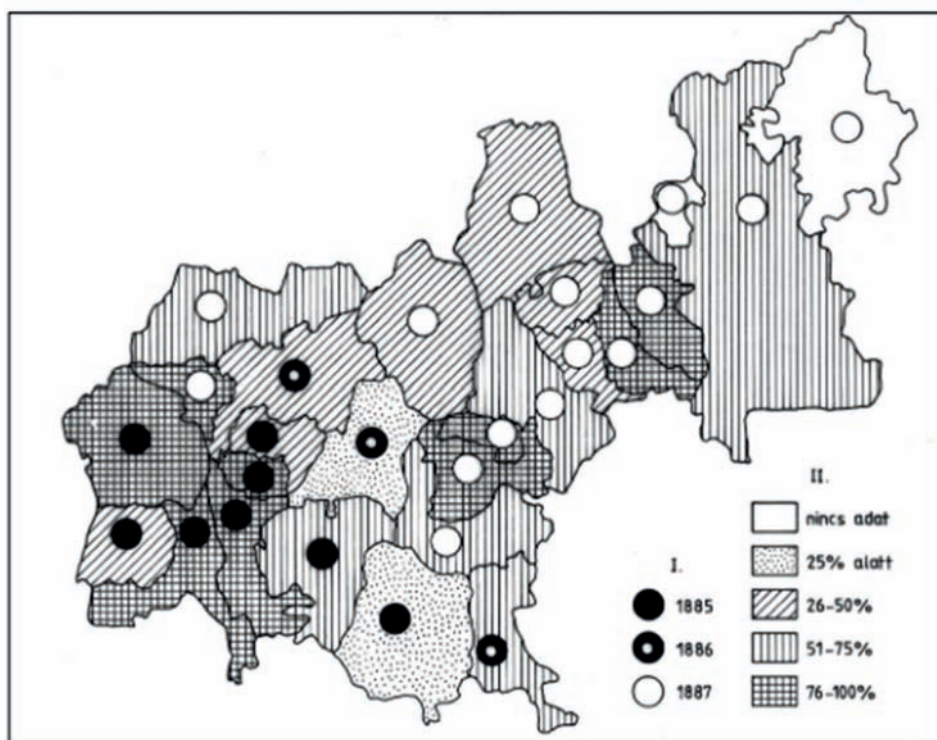 I.
1885
1886
1887
II.
nincs adat
25% alatt
26-50%
51-75%
76-100%